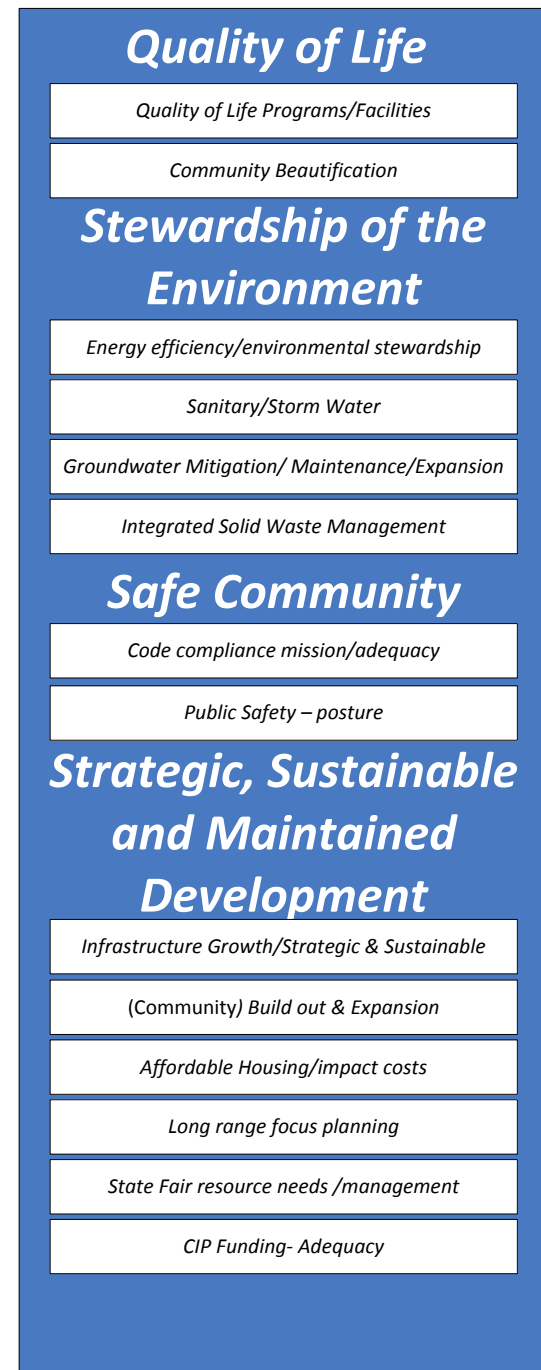 Quality of Life
Quality of Life Programs/Facilities
Community Beautification
Stewardship of the
Environment
Energy efficiency/environmental stewardship
Sanitary/Storm Water
Groundwater Mitigation/ Maintenance/Expansion
Integrated Solid Waste Management
Safe Community
Code compliance mission/adequacy
Public Safety – posture
Strategic, Sustainable
and Maintained
Development
Infrastructure Growth/Strategic & Sustainable
(Community) Build out & Expansion
Affordable Housing/impact costs
Long range focus planning
State Fair resource needs /management
CIP Funding- Adequacy